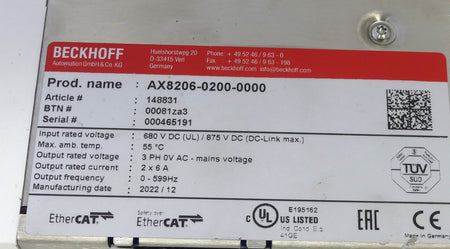 BECKHOFF
Automation GmbH & Co. KG
Huelshorstweg 20
D-33415 Verl
Germany
Phone: + 49 52 46 / 9 63 - 0
Fax : + 49 52 46 / 9 63 - 198
www.beckhoff.com info@beckhoff.com
Prod. name : AX8206-0200-0000
Article # : 148831
BTN # : 00081za3
Serial # : 000465191
Input rated voltage : 680 V DC (UL) / 875 V DC (DC-Link max.)
Max. amb. temp. : 55 °C
Output rated voltage : 3 PH 0V AC - mains voltage
Output rated current : 2 x 6 A
Output frequency : 0 - 599Hz
Manufacturing date : 2022 / 12
TÜV
SÜD
EtherCAT
Safety over
EtherCAT
C UL US LISTED
E195162
Ind Cont E
41GE
EAC
CE
Made in Germany